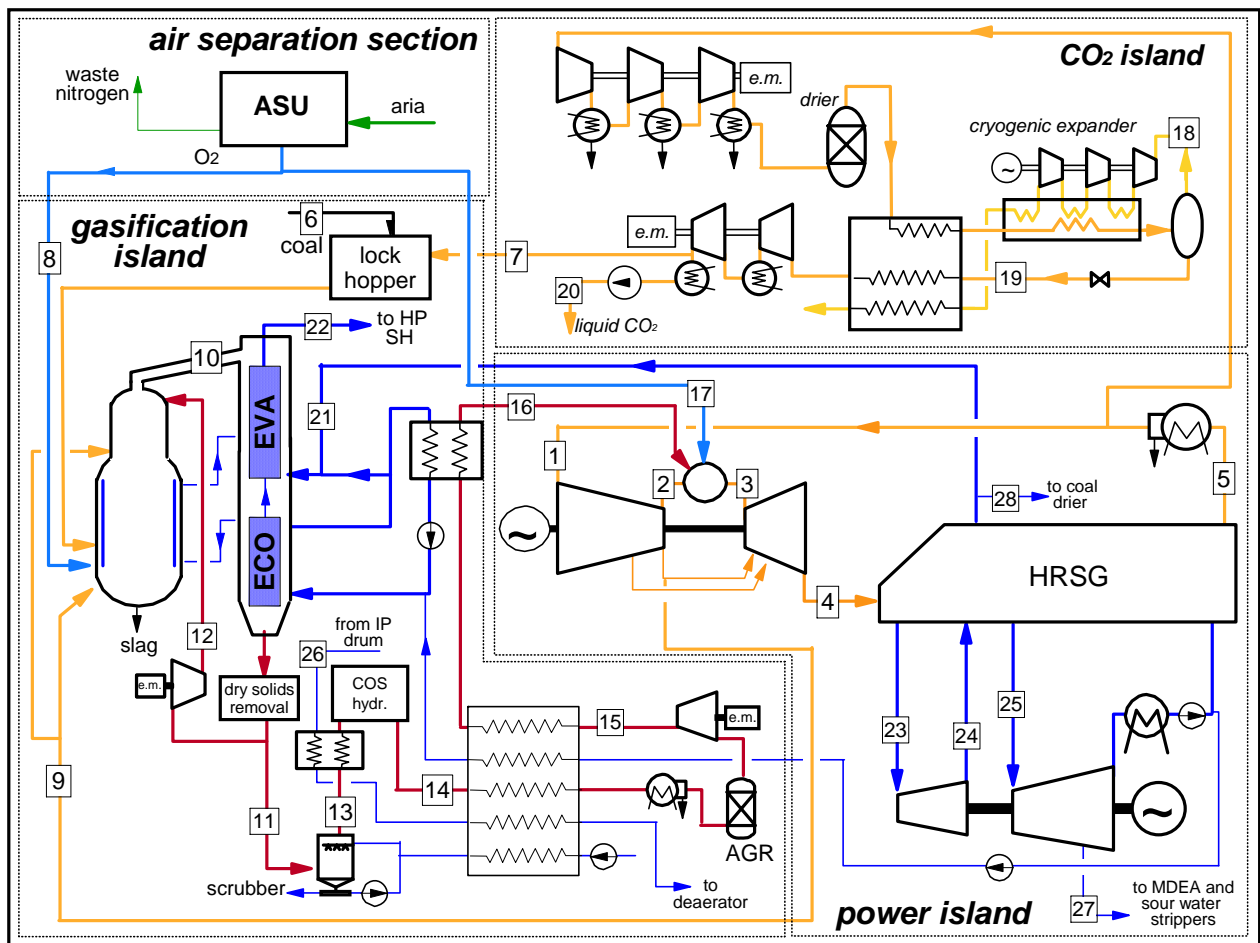 air separation section
CO2 island
waste
nitrogen
ASU
aria
O2
e.m.
drier
cryogenic expander
18
~
gasification
island
6
coal
lock
hopper
7
e.m.
19
20
liquid CO2
8
22
to HP
SH
10
EVA
21
16
17
1
2
3
5
to coal
drier
28
~
ECO
HRSG
4
slag
12
from IP
drum
26
e.m.
dry solids
removal
COS
hydr.
15
e.m.
23
24
25
9
14
11
13
AGR
~
scrubber
to
deaerator
power island
27
to MDEA and
sour water
strippers